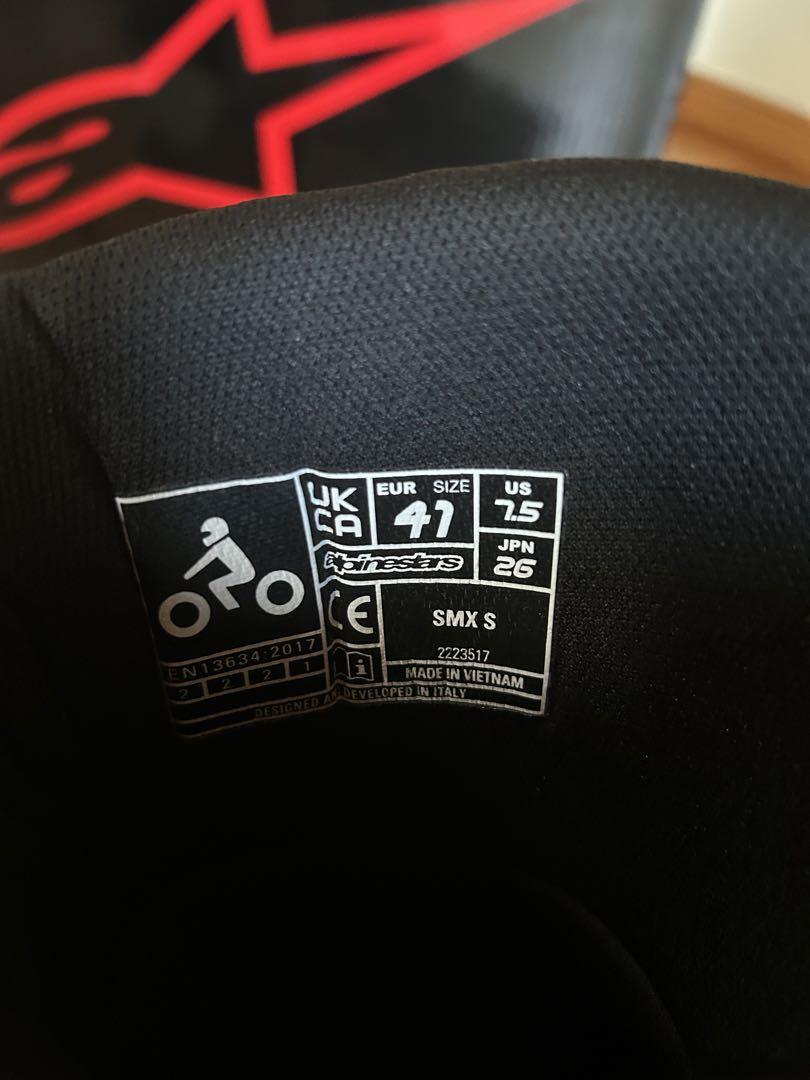 UK
CA
EUR SIZE
41
US
7.5
JPN
26
alpinestars
CE
SMX S
2223517
EN13634:2017
2 2 2 1
i
MADE IN VIETNAM
DESIGNED AND DEVELOPED IN ITALY